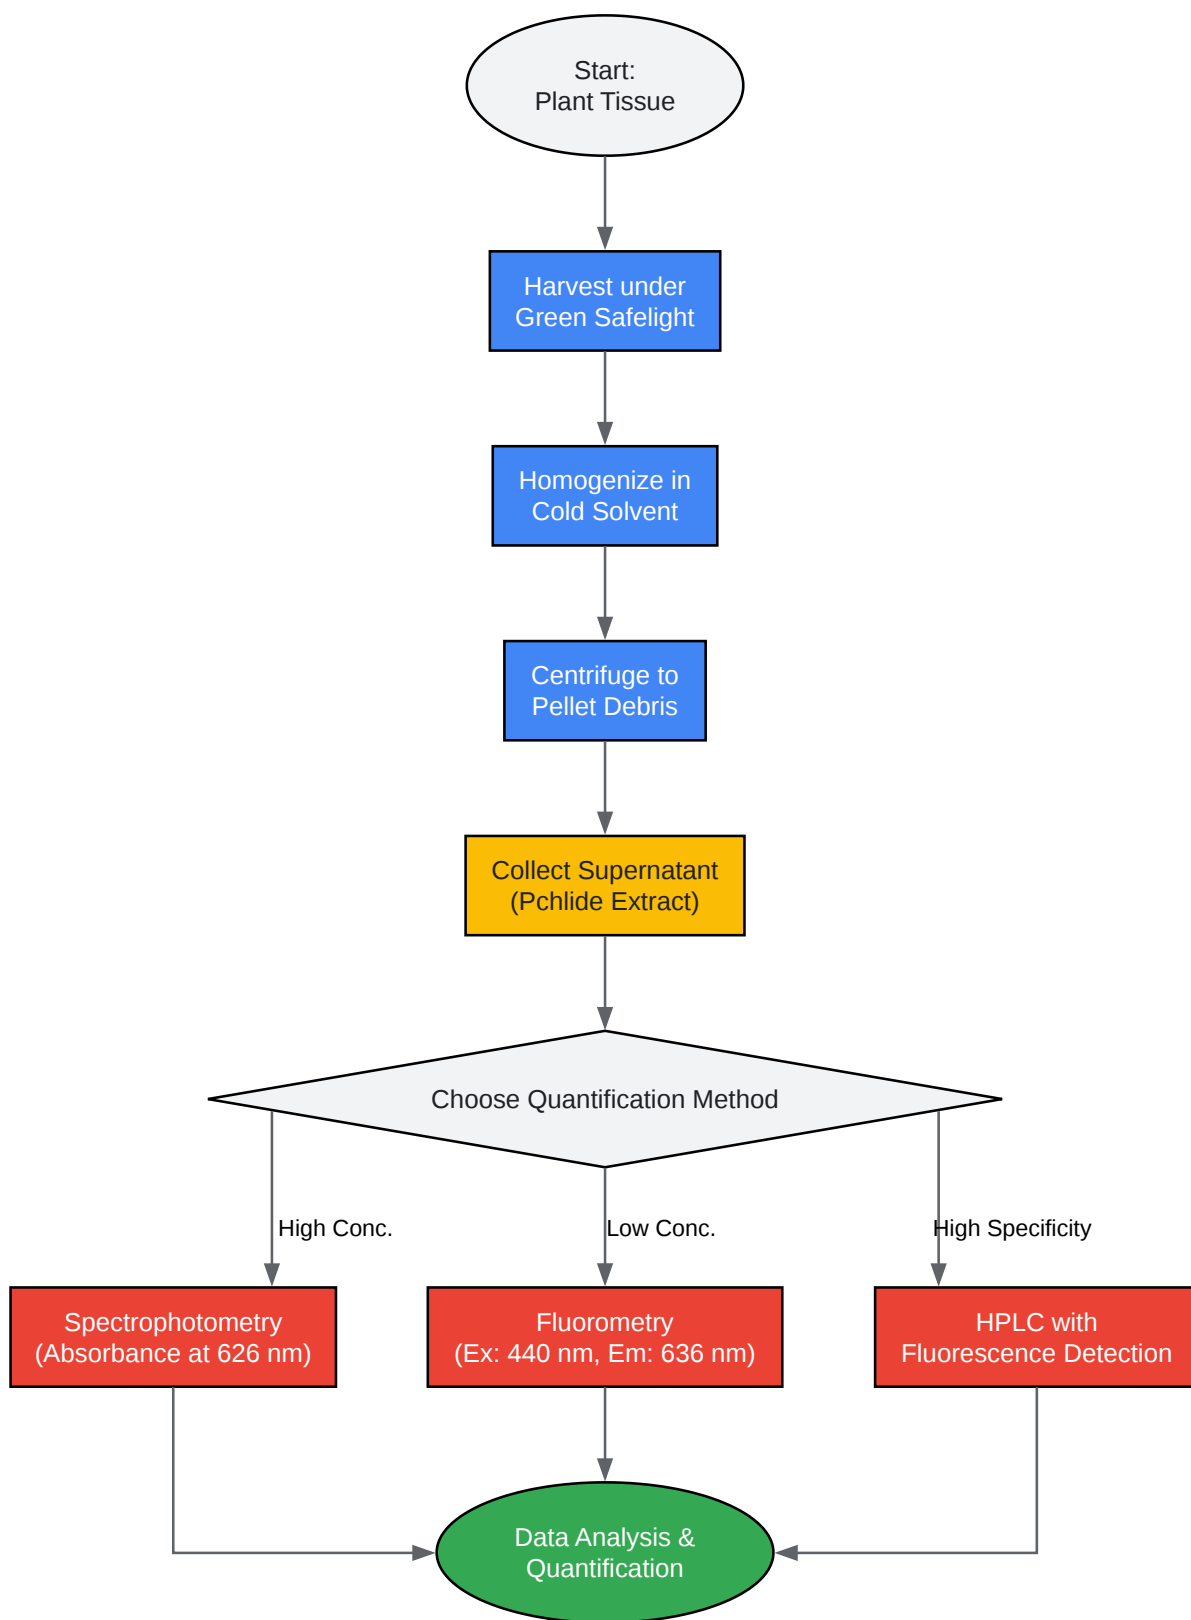 Start:
Plant Tissue
Harvest under
Green Safelight
Homogenize in
Cold Solvent
Centrifuge to
Pellet Debris
Collect Supernatant
(Pchlide Extract)
Choose Quantification Method
High Conc.
Low Conc.
High Specificity
Spectrophotometry
(Absorbance at 626 nm)
Fluorometry
(Ex: 440 nm, Em: 636 nm)
HPLC with
Fluorescence Detection
Data Analysis &
Quantification